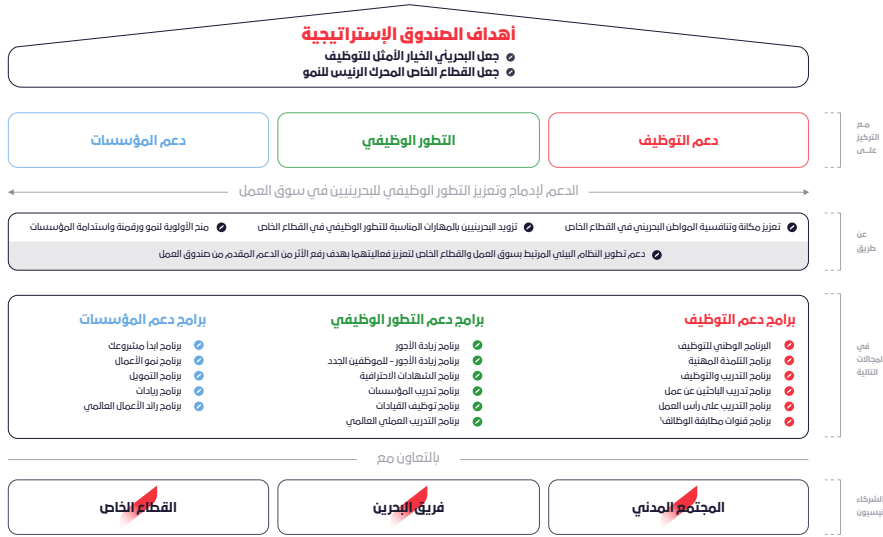 أهداف الصندوق الإستراتيجية
جعل البحريني الخيار الأمثل للتوظيف
جعل القطاع الخاص المحرك الرئيس للنمو
مع
التركيز
على
دعم التوظيف
التطور الوظيفي
دعم المؤسسات
الدعم لإدماج وتعزيز التطور الوظيفي للبحرينيين في سوق العمل
عن
طريق
تعزيز مكانة وتنافسية المواطن البحريني في القطاع الخاص
تزويد البحرينيين بالمهارات المناسبة للتطور الوظيفي في القطاع الخاص
منح الأولوية لنمو ورقمنة واستدامة المؤسسات
دعم تطوير النظام البيئي المرتبط بسوق العمل والقطاع الخاص لتعزيز فعاليتهما بهدف رفع الأثر من الدعم المقدم من صندوق العمل
في
المجالات
التالية
برامج دعم التوظيف
البرنامج الوطني للتوظيف
برنامج التلمذة المهنية
برنامج التدريب والتوظيف
برنامج تدريب الباحثين عن عمل
برنامج التدريب على رأس العمل
برنامج قنوات مطابقة الوظائف¹
برامج دعم التطور الوظيفي
برنامج زيادة الأجور
برنامج زيادة الأجور - للموظفين الجدد
برنامج الشهادات الاحترافية
برنامج تدريب المؤسسات
برنامج توظيف القيادات
برنامج التدريب العملي العالمي
برامج دعم المؤسسات
برنامج ابدأ مشروعك
برنامج نمو الأعمال
برنامج التمويل
برنامج ريادات
برنامج رائد الأعمال العالمي
بالتعاون مع
الشركاء
المجتمع المدني
فريق البحرين
القطاع الخاص